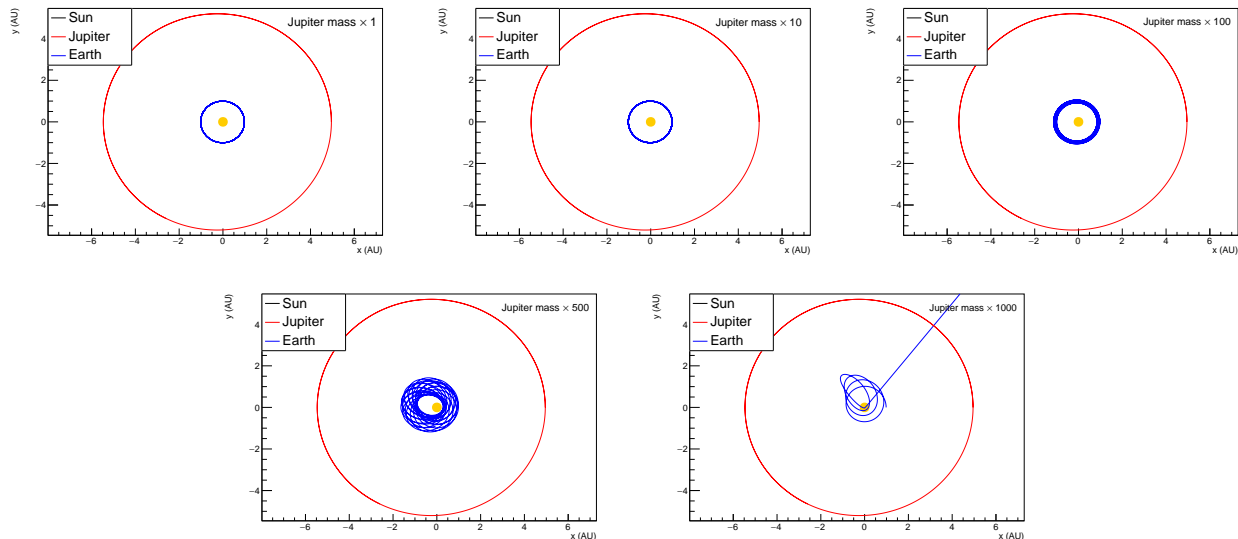 y (AU)
Sun
Jupiter
Earth
Jupiter mass × 1
4
2
0
−2
−4
−6 −4 −2 0 2 4 6
x (AU)
y (AU)
Sun
Jupiter
Earth
Jupiter mass × 10
4
2
0
−2
−4
−6 −4 −2 0 2 4 6
x (AU)
y (AU)
Sun
Jupiter
Earth
Jupiter mass × 100
4
2
0
−2
−4
−6 −4 −2 0 2 4 6
x (AU)
y (AU)
Sun
Jupiter
Earth
Jupiter mass × 500
4
2
0
−2
−4
−6 −4 −2 0 2 4 6
x (AU)
y (AU)
Sun
Jupiter
Earth
Jupiter mass × 1000
4
2
0
−2
−4
−6 −4 −2 0 2 4 6
x (AU)